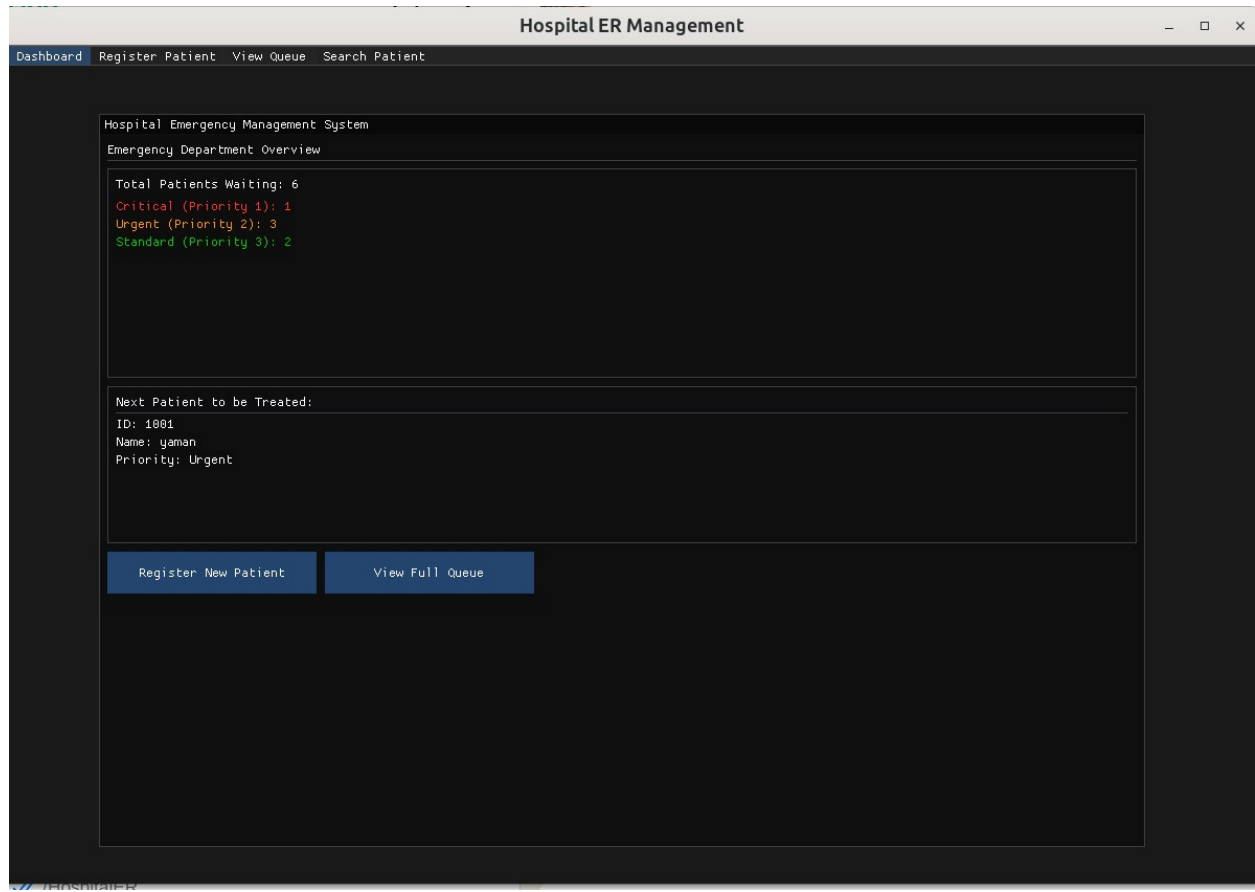 Hospital ER Management
Dashboard Register Patient View Queue Search Patient
Hospital Emergency Management System
Emergency Department Overview
Total Patients Waiting: 6
Critical (Priority 1): 1
Urgent (Priority 2): 3
Standard (Priority 3): 2
Next Patient to be Treated:
ID: 1001
Name: yaman
Priority: Urgent
Register New Patient View Full Queue
/HospitalER